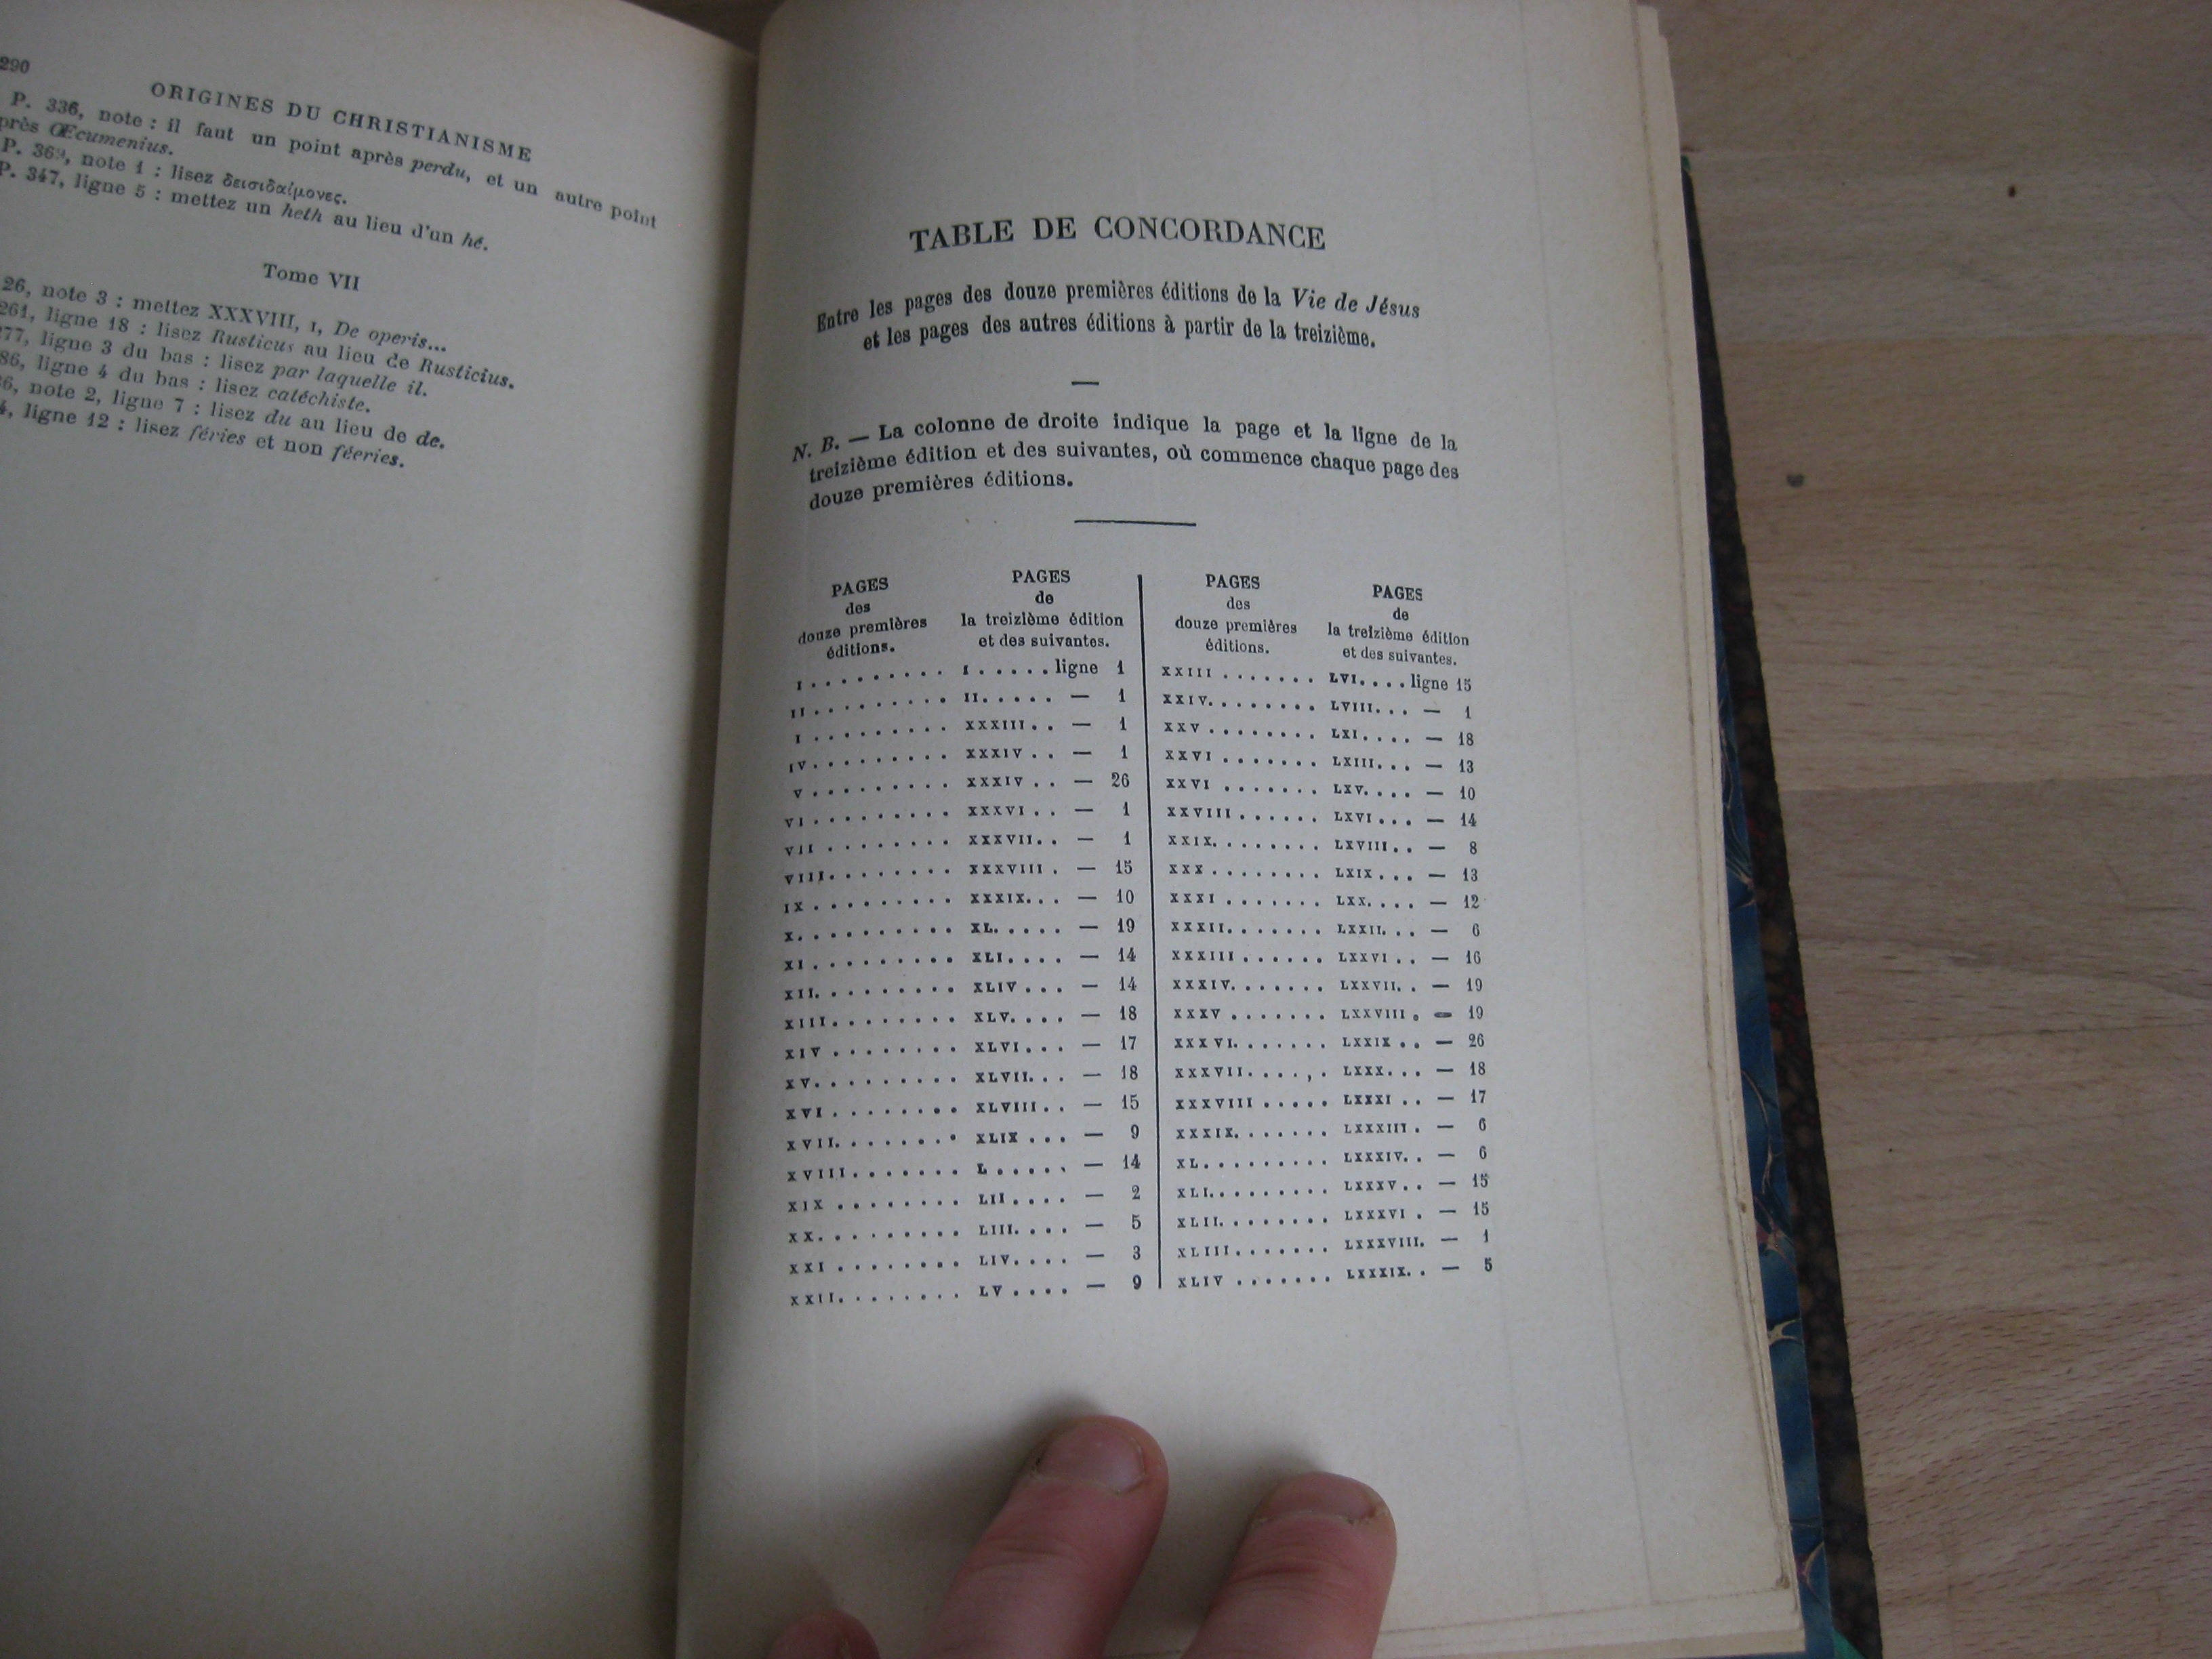 290
ORIGINES DU CHRISTIANISME
P. 336, note : il faut un point après perdu, et un autre point
près Œcumenius.
P. 369, note 1 : lisez δεισιδαίμονες.
P. 347, ligne 5 : mettez un heth au lieu d'un hé.
Tome VII
26, note 3 : mettez XXXVIII, 1, De operis...
261, ligne 18 : lisez Rusticus au lieu de Rusticius.
77, ligne 3 du bas : lisez par laquelle il.
86, ligne 4 du bas : lisez catéchiste.
6, note 2, ligne 7 : lisez du au lieu de de.
4, ligne 12 : lisez féries et non féeries.
TABLE DE CONCORDANCE
Entre les pages des douze premières éditions de la Vie de Jésus
et les pages des autres éditions à partir de la treizième.
—
N. B. — La colonne de droite indique la page et la ligne de la
treizième édition et des suivantes, où commence chaque page des
douze premières éditions.
PAGES
des
douze premières
éditions.
PAGES
de
la treizième édition
et des suivantes.
I . . . . . . . . . . I . . . . . . ligne 1
II . . . . . . . . . . II. . . . . — 1
I . . . . . . . . . . XXXIII . . — 1
IV . . . . . . . . . . XXXIV . . — 1
V . . . . . . . . . . XXXIV . . — 26
VI . . . . . . . . . . XXXVI . . — 1
VII . . . . . . . . . XXXVII. . — 1
VIII. . . . . . . . . XXXVIII . — 15
IX . . . . . . . . . . XXXIX. . . — 10
X. . . . . . . . . . . XL. . . . . — 19
XI . . . . . . . . . . XLI. . . . — 14
XII. . . . . . . . . . XLIV . . . — 14
XIII. . . . . . . . . XLV. . . . — 18
XIV . . . . . . . . . XLVI. . . — 17
XV. . . . . . . . . . XLVII. . . — 18
XVI . . . . . . . . . XLVIII. . — 15
XVII. . . . . . . . . XLIX . . . — 9
XVIII. . . . . . . . L . . . . . — 14
XIX . . . . . . . . . LII . . . . — 2
XX. . . . . . . . . . LIII. . . . — 5
XXI . . . . . . . . . LIV. . . . — 3
XXII. . . . . . . . . LV . . . . — 9
PAGES
des
douze premières
éditions.
PAGES
de
la treizième édition
et des suivantes.
XXIII . . . . . . . LVI. . . . ligne 15
XXIV. . . . . . . . LVIII. . . — 1
XXV . . . . . . . . LXI. . . . — 18
XXVI . . . . . . . LXIII. . . — 13
XXVI . . . . . . . LXV. . . . — 10
XXVIII . . . . . . LXVI . . . — 14
XXIX. . . . . . . . LXVIII . . — 8
XXX . . . . . . . . LXIX . . . — 13
XXXI . . . . . . . LXX. . . . — 12
XXXII. . . . . . . LXXII. . . — 6
XXXIII . . . . . . LXXVI . . — 16
XXXIV. . . . . . . LXXVII. . — 19
XXXV . . . . . . . LXXVIII . — 19
XXXVI. . . . . . . LXXIX . . — 26
XXXVII. . . . , . LXXX. . . — 18
XXXVIII . . . . . LXXXI . . — 17
XXXIX. . . . . . . LXXXIII . — 6
XL. . . . . . . . . LXXXIV. . — 6
XLI. . . . . . . . . LXXXV . . — 15
XLII. . . . . . . . LXXXVI . — 15
XLIII. . . . . . . LXXXVIII. — 1
XLIV . . . . . . . LXXXIX. . — 5